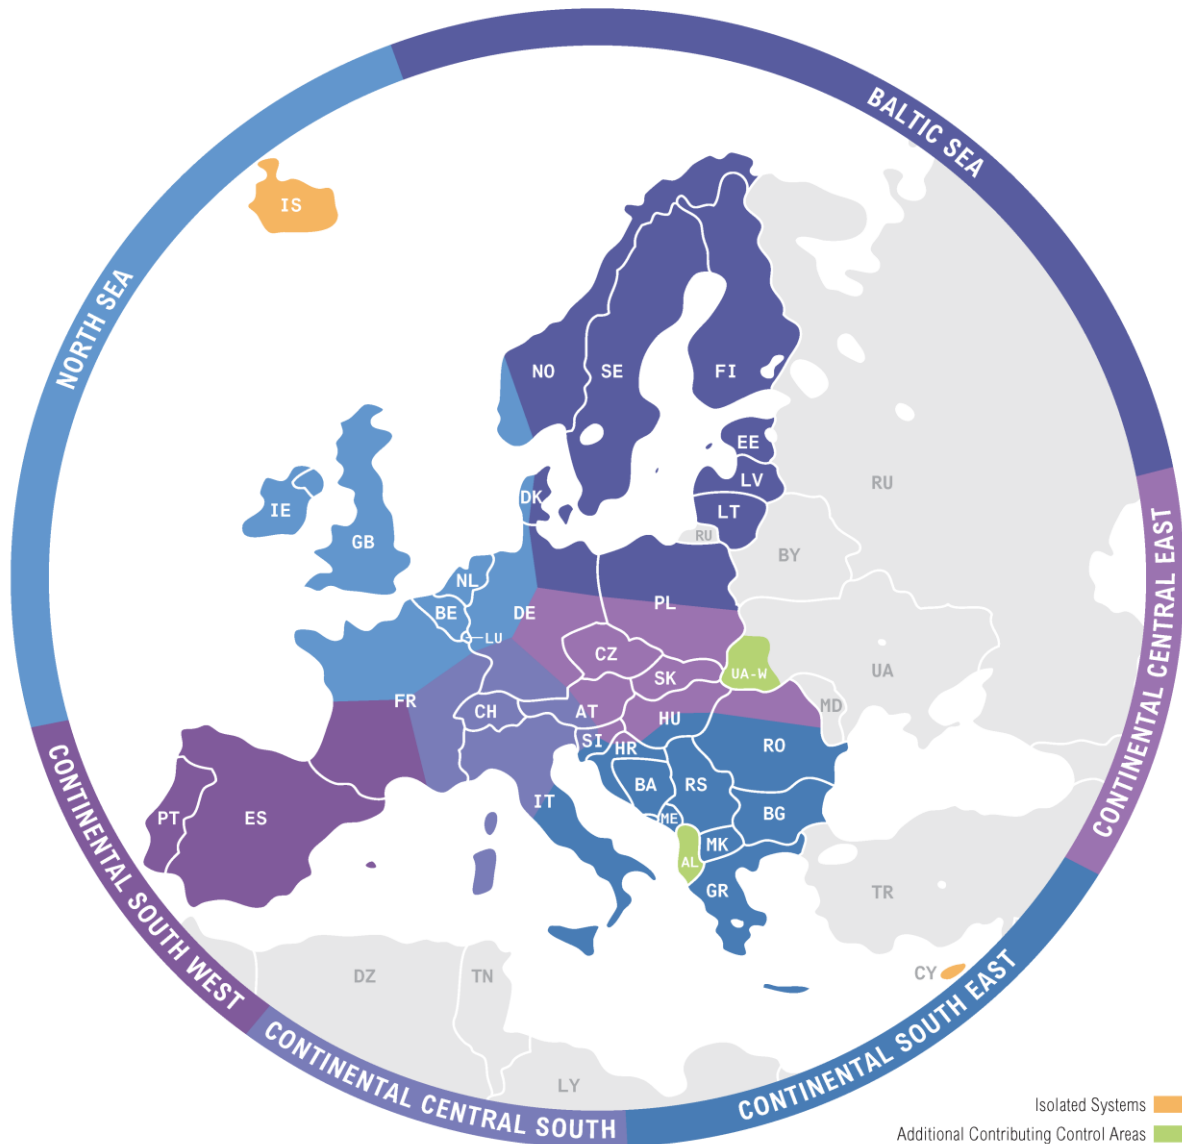 BALTIC SEA
IS
NORTH SEA
NO
SE
FI
EE
LV
RU
DK
IE
LT
GB
RU
BY
NL
CONTINENTAL CENTRAL EAST
BE
DE
PL
LU
CZ
UA
SK
UA-W
FR
MD
CH
AT
HU
SI
HR
RO
CONTINENTAL SOUTH WEST
BA
RS
IT
PT
ES
ME
BG
MK
AL
GR
TR
DZ
TN
CY
CONTINENTAL SOUTH EAST
CONTINENTAL CENTRAL SOUTH
LY
Isolated Systems
Additional Contributing Control Areas